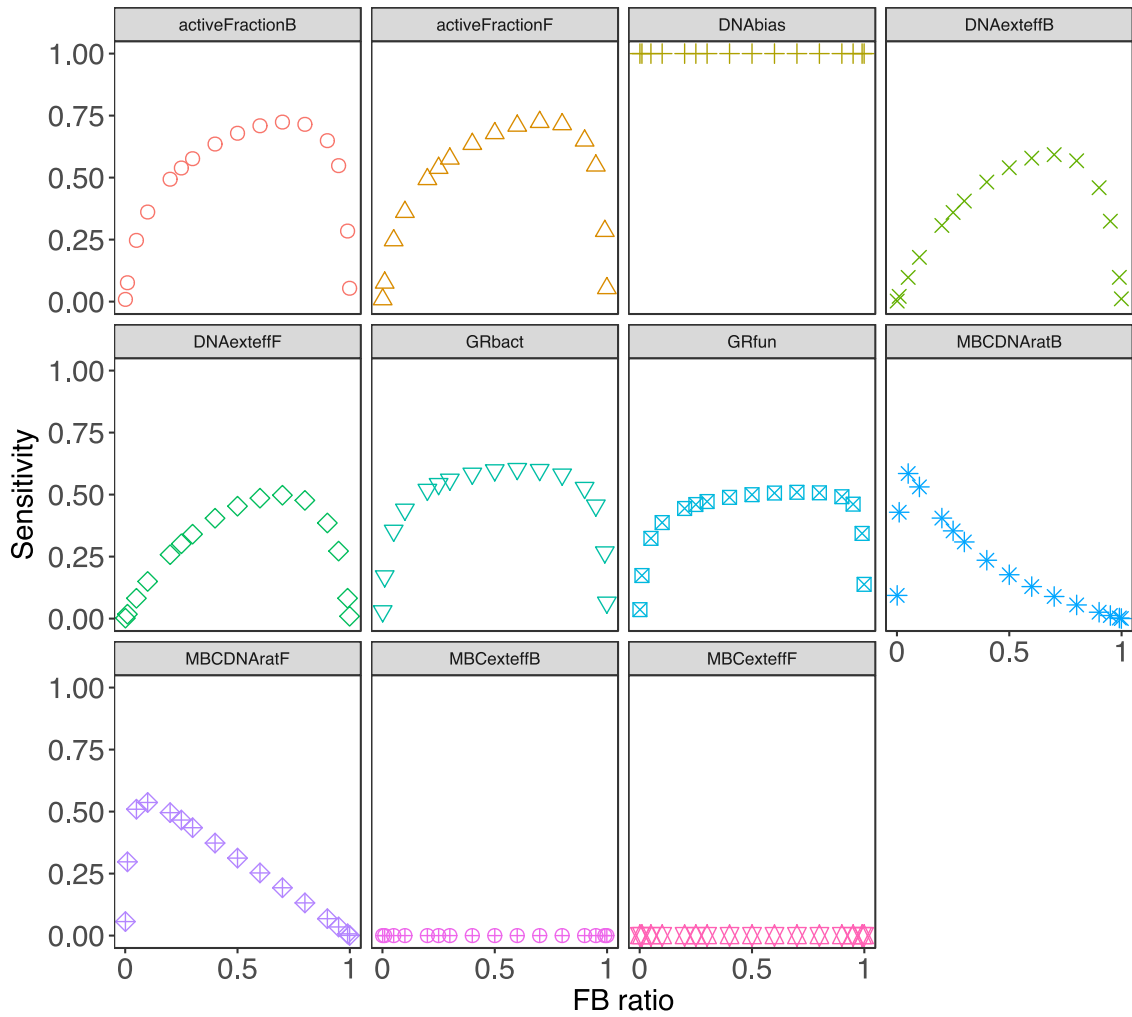 activeFractionB activeFractionF DNAbias DNAexteffB
1.00
0.75
0.50
0.25
0.00
DNAexteffF GRbact GRfun MBCDNAratB
1.00
0.75
0.50
0.25
0.00
0 0.5 1
Sensitivity
MBCDNAratF MBCexteffB MBCexteffF
1.00
0.75
0.50
0.25
0.00
0 0.5 1 0 0.5 1 0 0.5 1
FB ratio